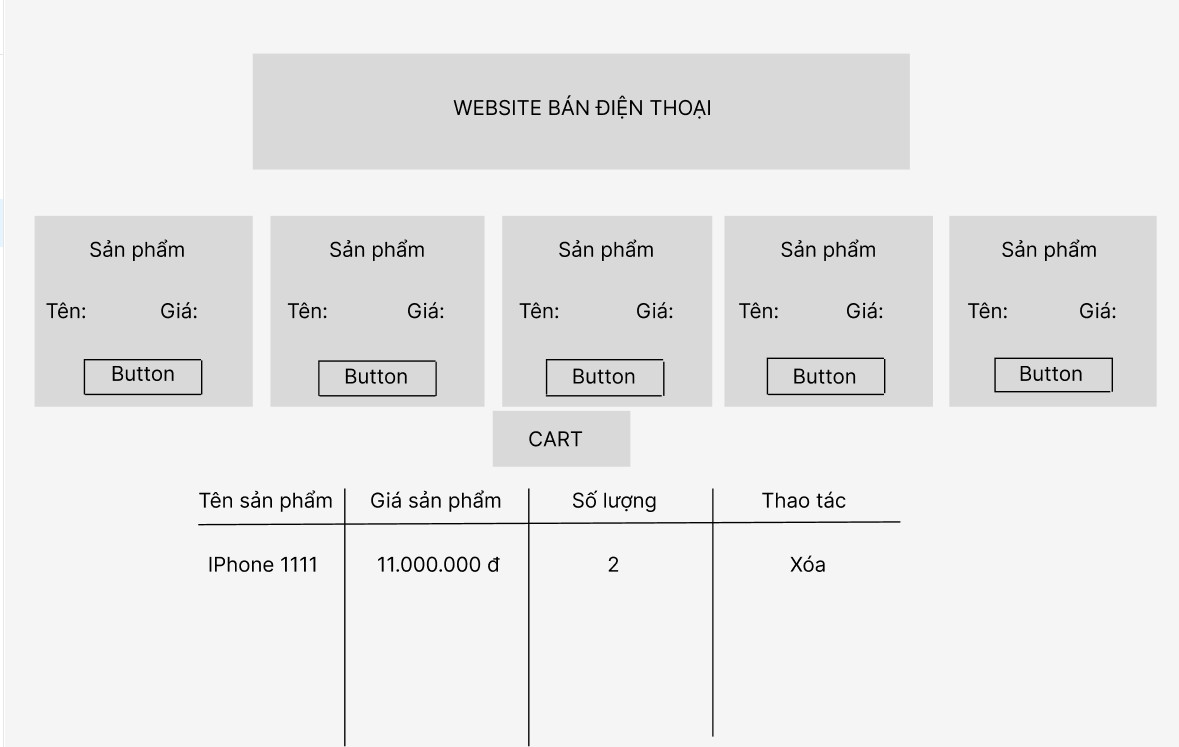 WEBSITE BÁN ĐIỆN THOẠI
Sản phẩm Sản phẩm Sản phẩm Sản phẩm Sản phẩm
Tên: Giá: Tên: Giá: Tên: Giá: Tên: Giá: Tên: Giá:
Button Button Button Button Button
CART
Tên sản phẩm Giá sản phẩm Số lượng Thao tác
IPhone 1111 11.000.000 đ 2 Xóa